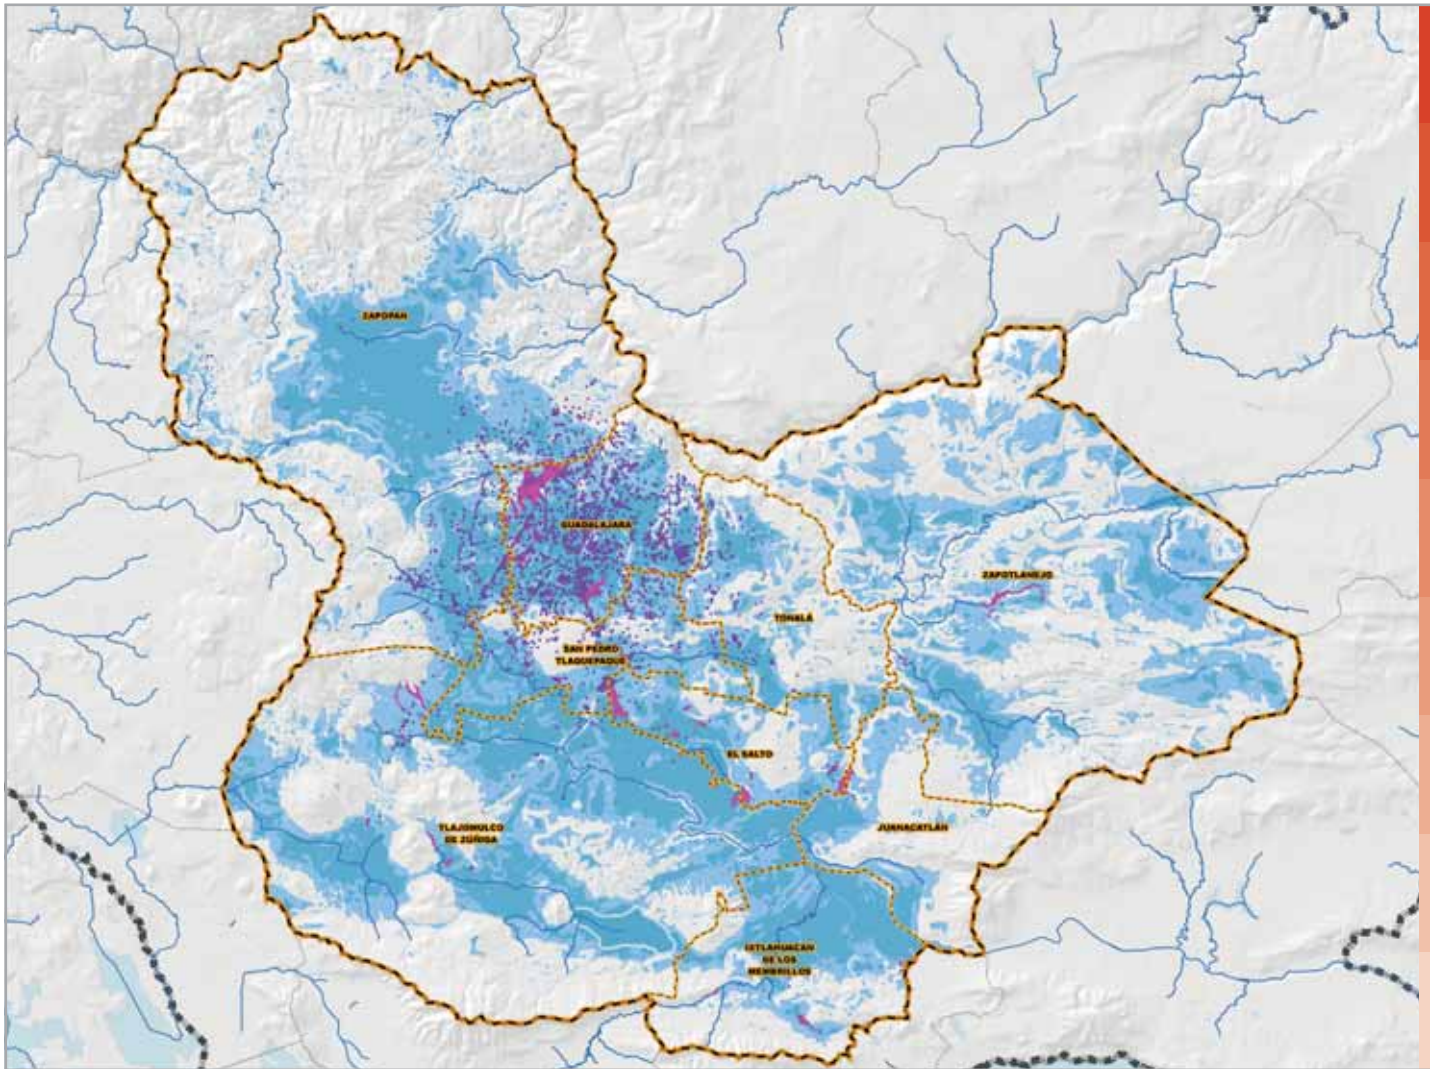 ZAPOPAN
GUADALAJARA
ZAPOTLANEJO
TONALÁ
SAN PEDRO
TLAQUEPAQUE
EL SALTO
TLAJOMULCO
DE ZÚÑIGA
JUANACATLÁN
IXTLAHUACÁN
DE LOS
MEMBRILLOS